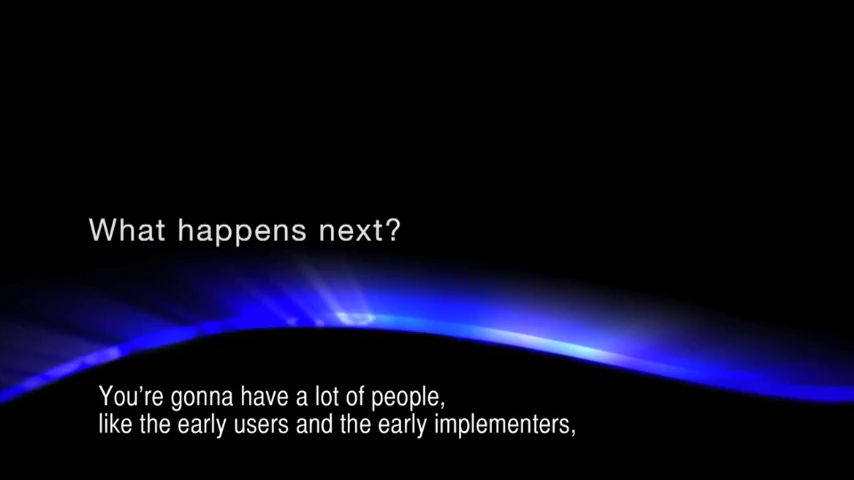 What happens next?
You're gonna have a lot of people,
like the early users and the early implementers,